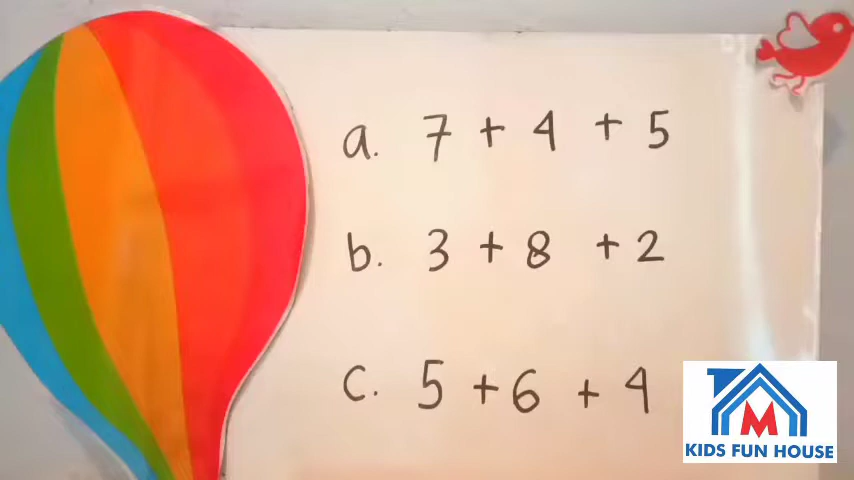 a. 7 + 4 + 5
b. 3 + 8 + 2
c. 5 + 6 + 4
M
KIDS FUN HOUSE